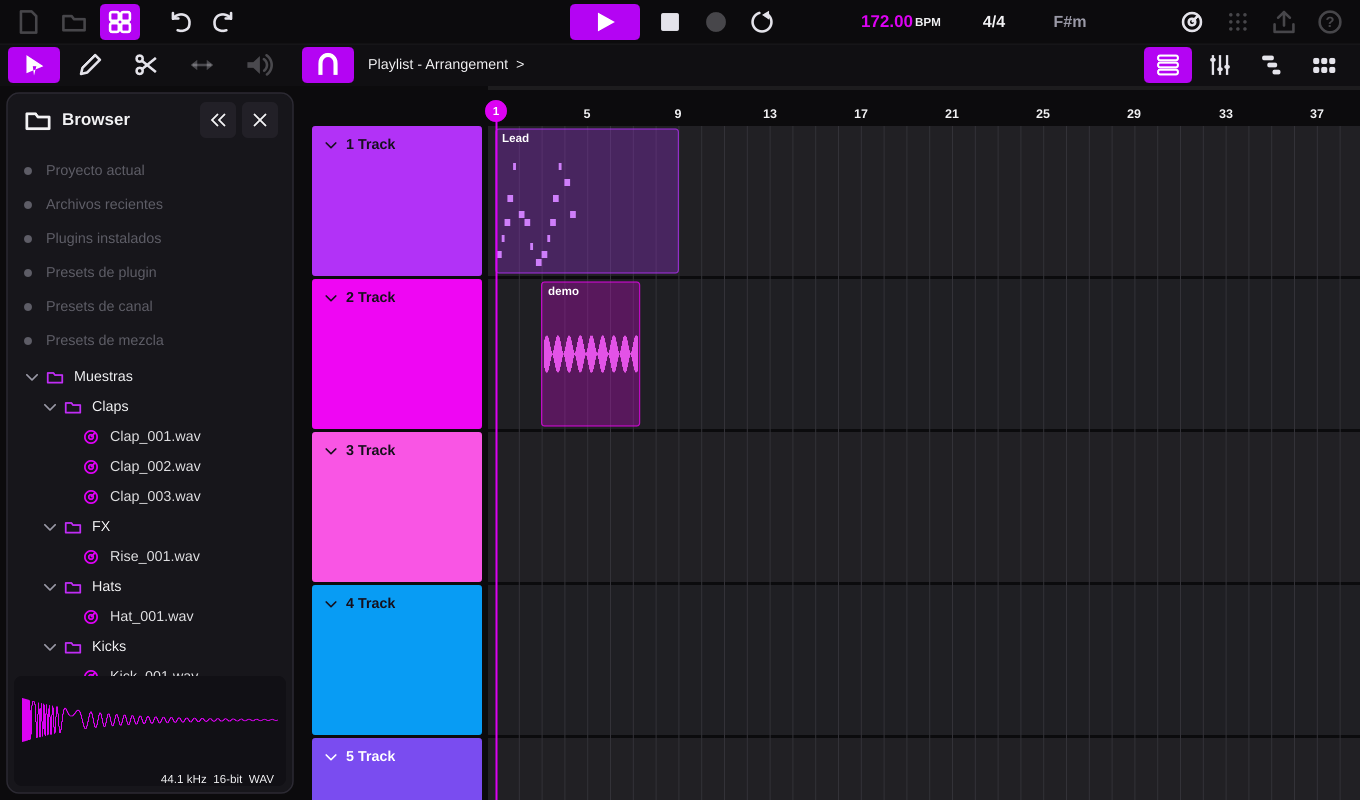 172.00 BPM 4/4 F#m ?
Playlist - Arrangement >
Browser
1 5 9 13 17 21 25 29 33 37
Proyecto actual
Archivos recientes
Plugins instalados
Presets de plugin
Presets de canal
Presets de mezcla
Muestras
Claps
Clap_001.wav
Clap_002.wav
Clap_003.wav
FX
Rise_001.wav
Hats
Hat_001.wav
Kicks
Kick_001.wav
44.1 kHz 16-bit WAV
1 Track
Lead
2 Track
demo
3 Track
4 Track
5 Track